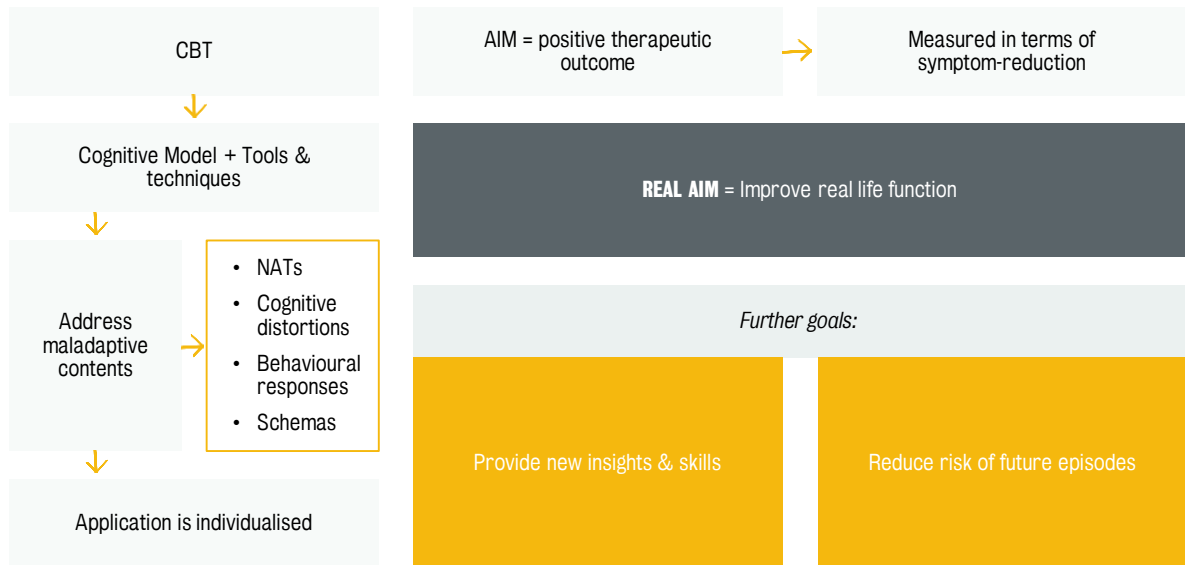 CBT
Cognitive Model + Tools &
techniques
Address
maladaptive
contents
• NATs
• Cognitive
distortions
• Behavioural
responses
• Schemas
Application is individualised
AIM = positive therapeutic
outcome
Measured in terms of
symptom-reduction
REAL AIM = Improve real life function
Further goals:
Provide new insights & skills
Reduce risk of future episodes